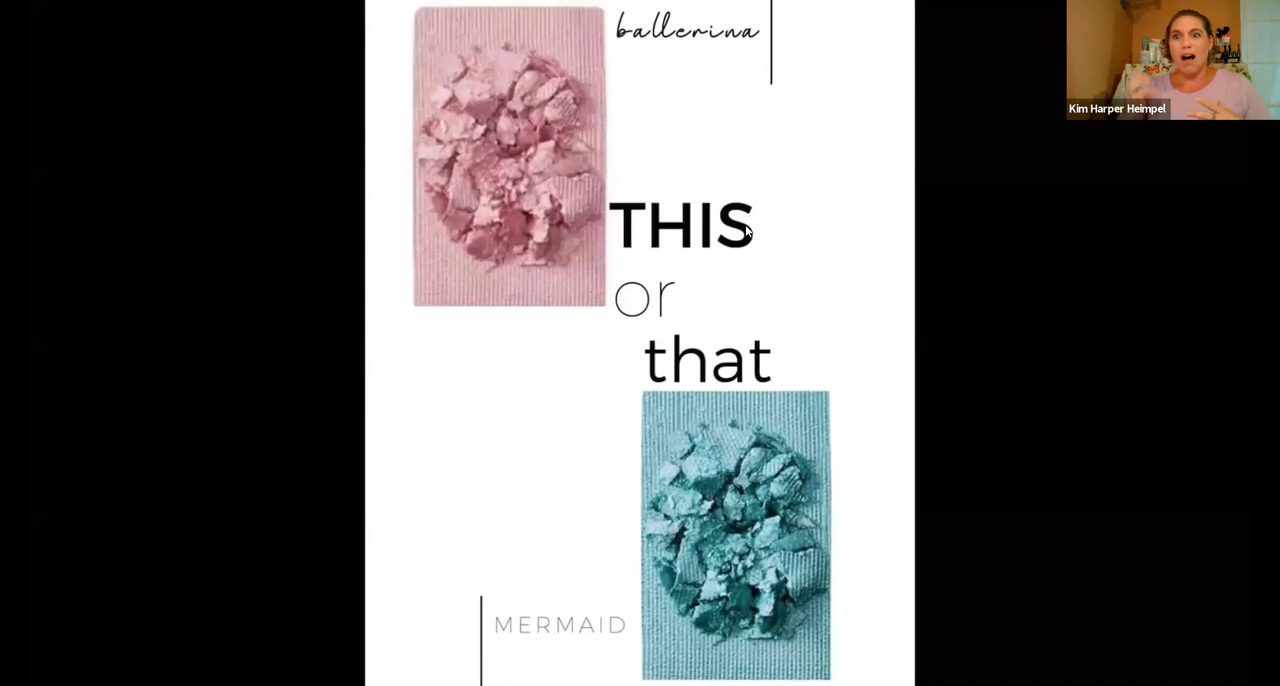 ballerina
THIS
or
that
MERMAID
Kim Harper Heimpel